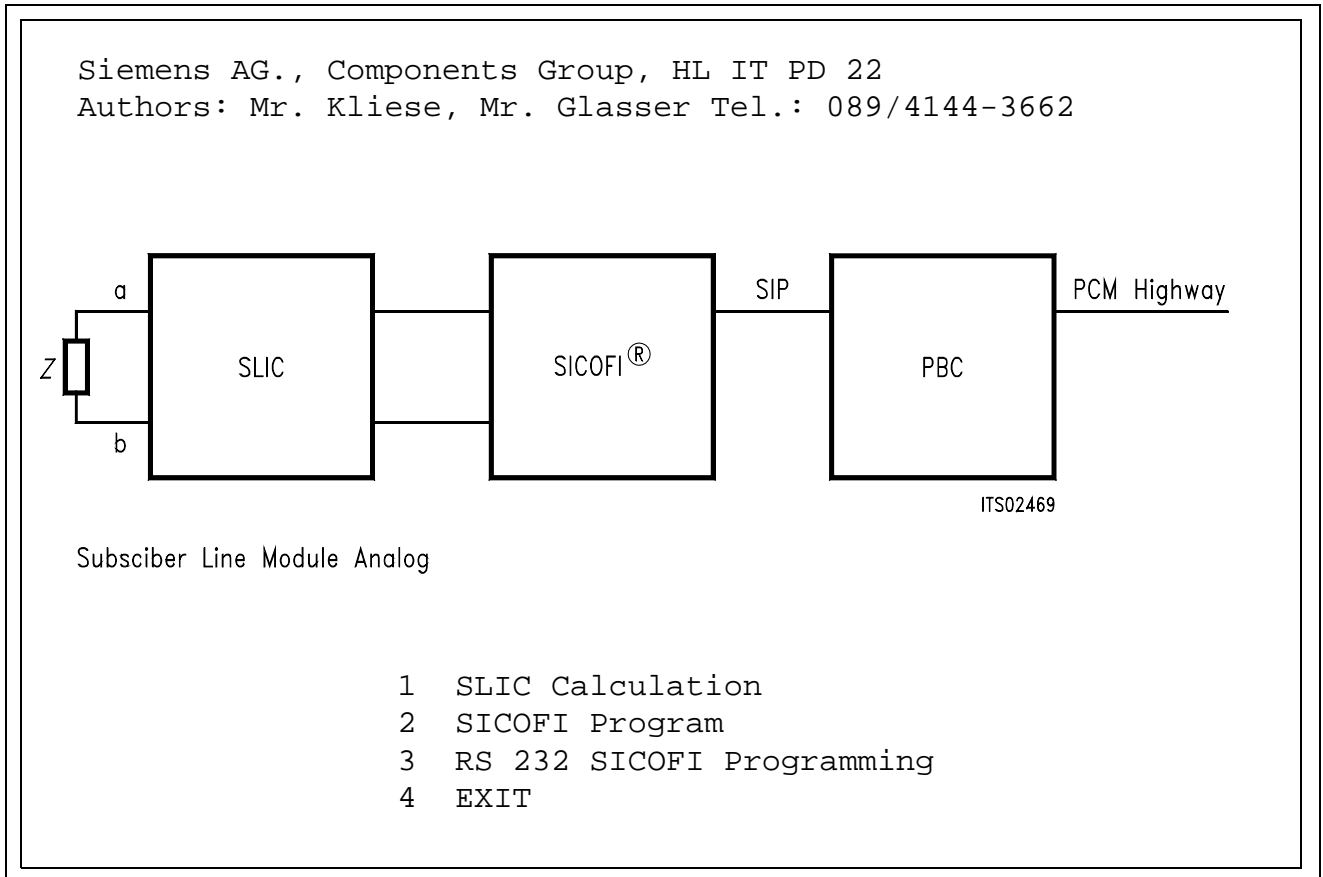 Siemens AG., Components Group, HL IT PD 22
Authors: Mr. Kliese, Mr. Glasser Tel.: 089/4144-3662
a
Z
b
SLIC
SICOFI®
SIP
PBC
PCM Highway
ITS02469
Subsciber Line Module Analog
1 SLIC Calculation
2 SICOFI Program
3 RS 232 SICOFI Programming
4 EXIT